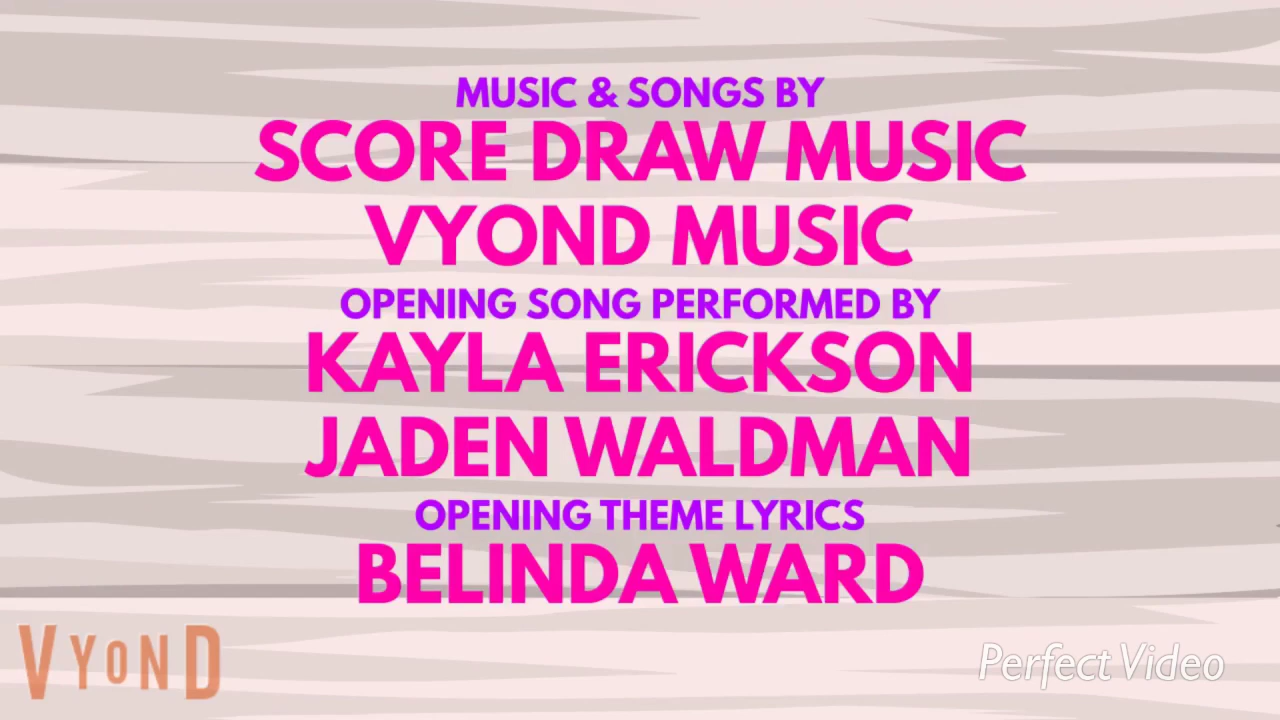 MUSIC & SONGS BY
SCORE DRAW MUSIC
VYOND MUSIC
OPENING SONG PERFORMED BY
KAYLA ERICKSON
JADEN WALDMAN
OPENING THEME LYRICS
BELINDA WARD
VYOND
Perfect Video